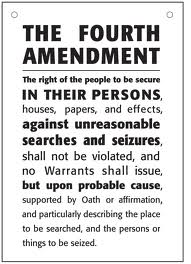 THE FOURTH
AMENDMENT
The right of the people to be secure
IN THEIR PERSONS,
houses, papers, and effects,
against unreasonable
searches and seizures,
shall not be violated, and
no Warrants shall issue,
but upon probable cause,
supported by Oath or affirmation,
and particularly describing the place
to be searched, and the persons or
things to be seized.